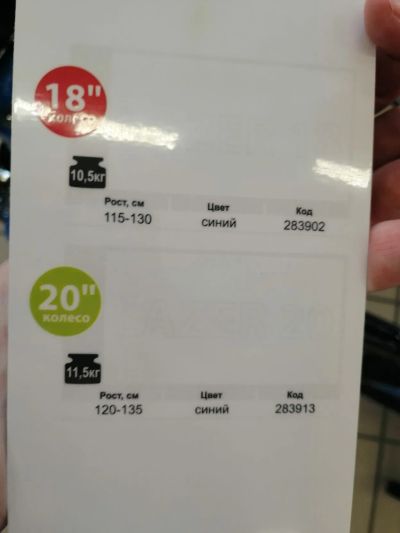 18"
колесо
10,5кг
Рост, см Цвет Код
115-130 синий 283902
20"
колесо
11,5кг
Рост, см Цвет Код
120-135 синий 283913